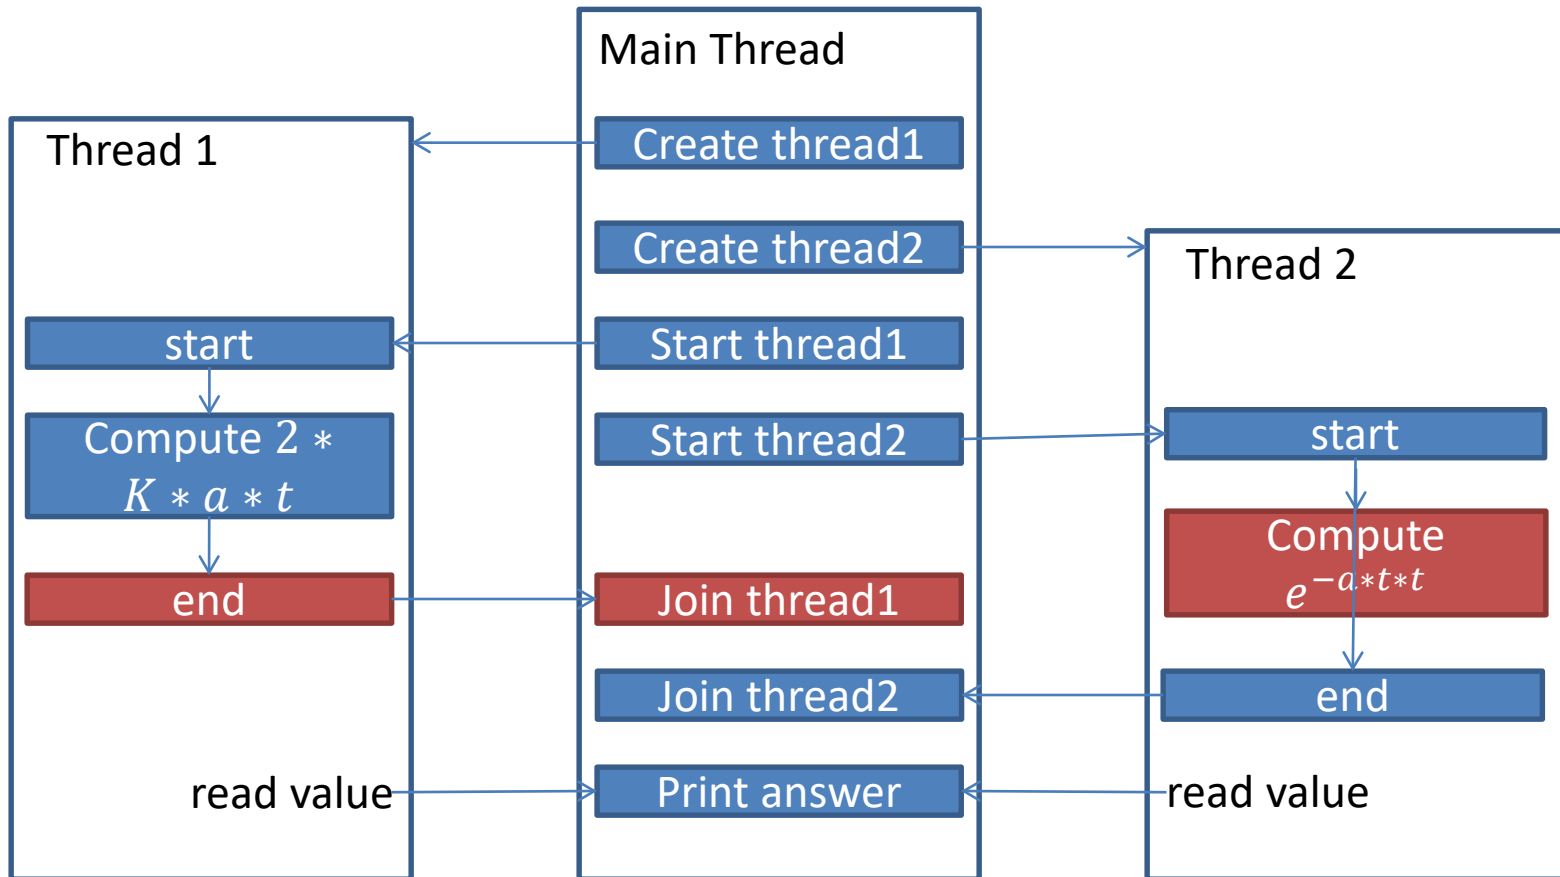 Main Thread
Create thread1
Create thread2
Start thread1
Start thread2
Join thread1
Join thread2
Print answer
Thread 1
start
Compute 2 ∗
K ∗ a ∗ t
end
read value
Thread 2
start
Compute
e^{−a∗t∗t}
end
read value